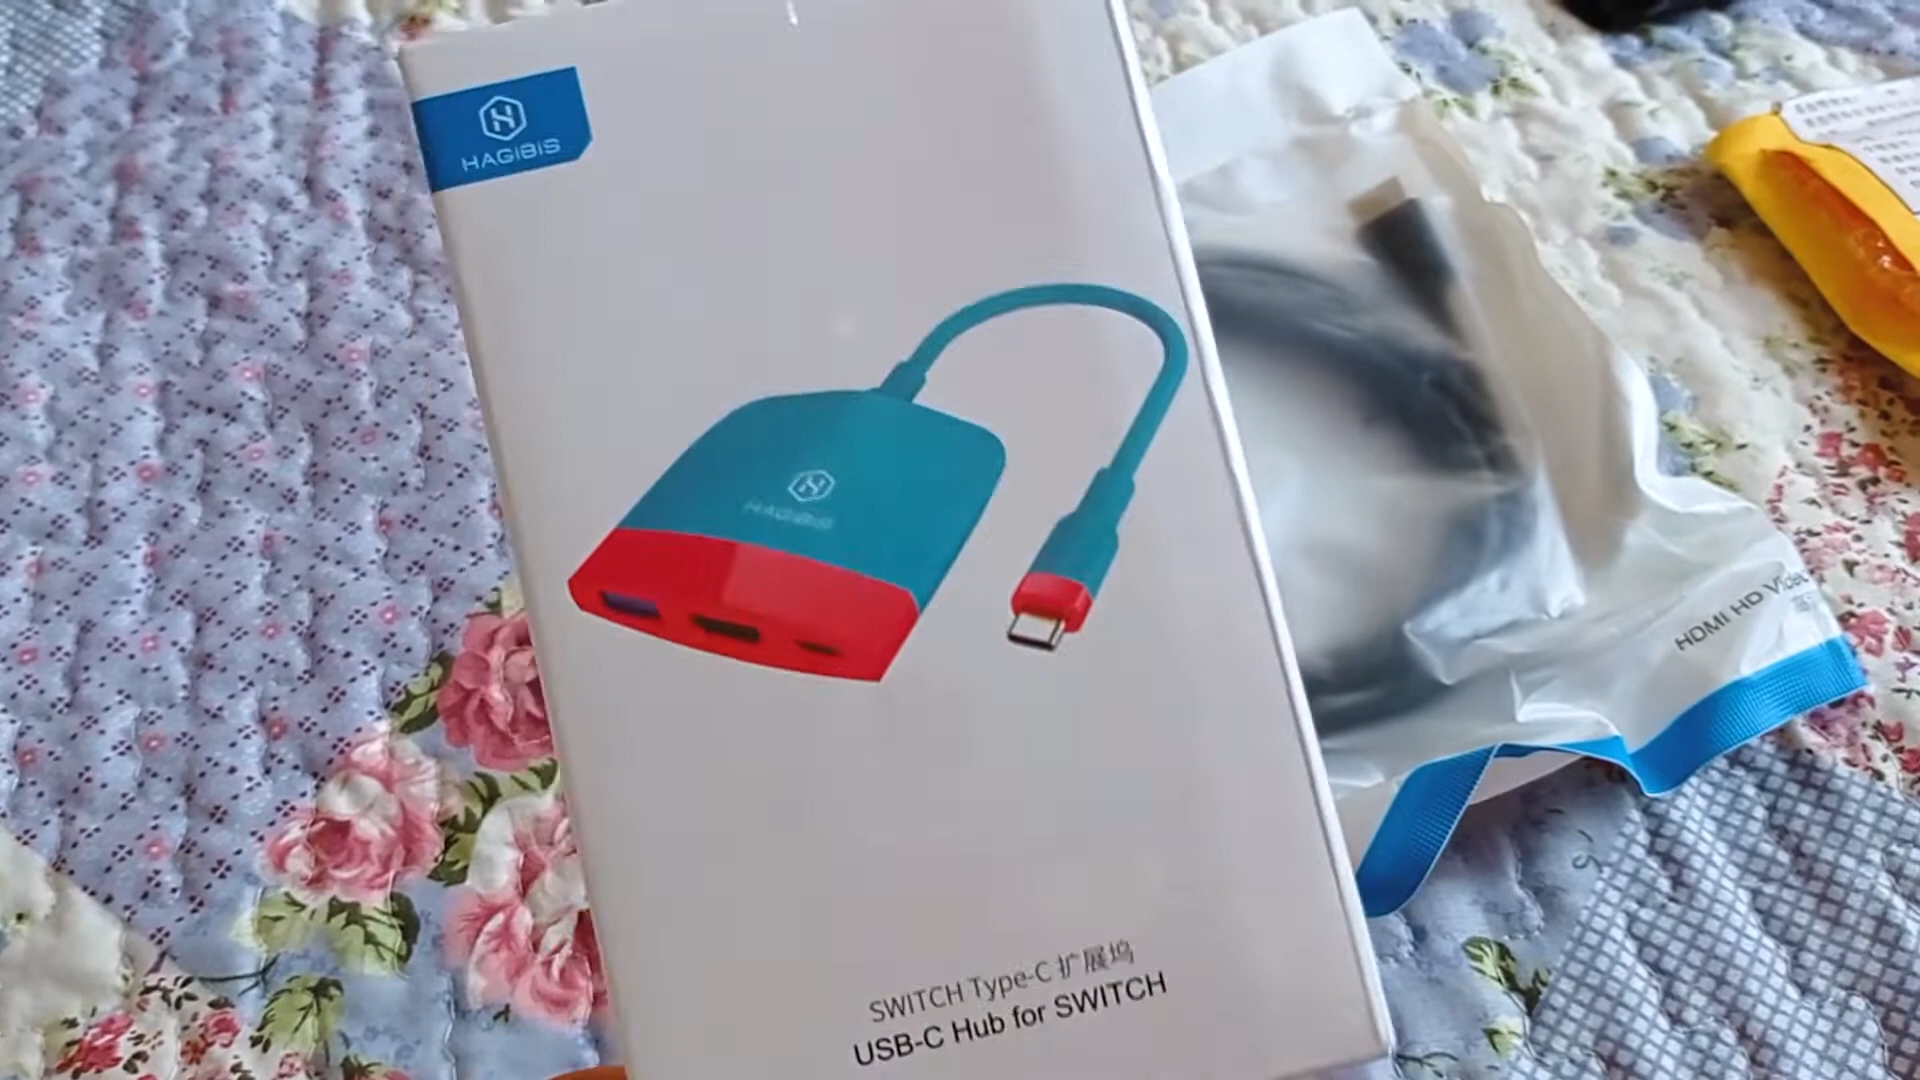 HAGIBIS
HAGIBIS
SWITCH Type-C 扩展坞
USB-C Hub for SWITCH
HDMI HD Video